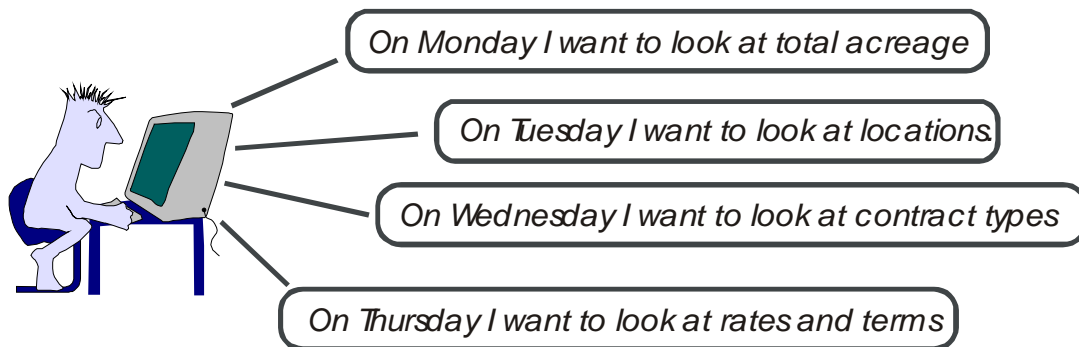 On Monday I want to look at total acreage
On Tuesday I want to look at locations.
On Wednesday I want to look at contract types
On Thursday I want to look at rates and terms